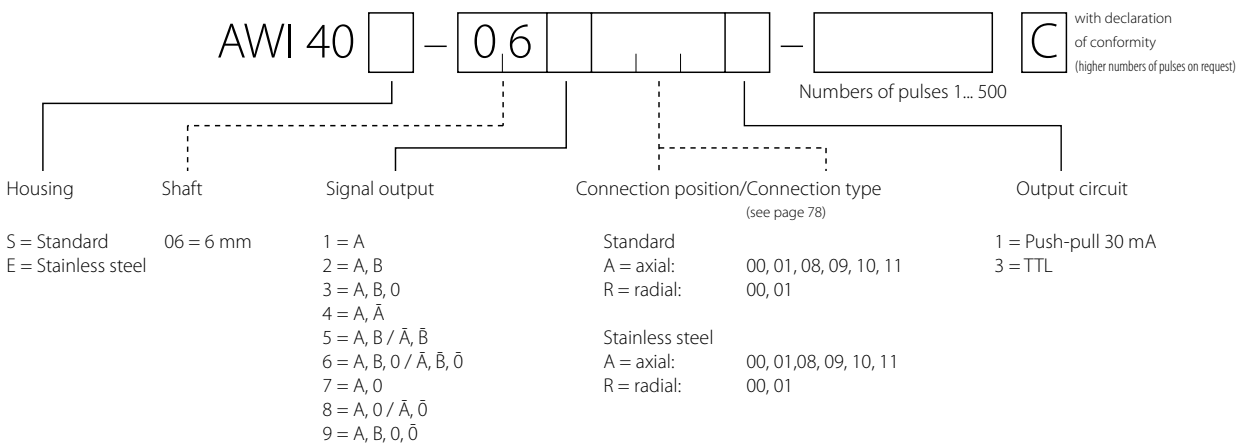 AWI 40 – 06 – C
with declaration
of conformity
(higher numbers of pulses on request)
Numbers of pulses 1... 500
Housing
S = Standard
E = Stainless steel
Shaft
06 = 6 mm
Signal output
1 = A
2 = A, B
3 = A, B, 0
4 = A, Ā
5 = A, B / Ā, B̄
6 = A, B, 0 / Ā, B̄, 0̄
7 = A, 0
8 = A, 0 / Ā, 0̄
9 = A, B, 0, 0̄
Connection position/Connection type
(see page 78)
Standard
A = axial: 00, 01, 08, 09, 10, 11
R = radial: 00, 01
Stainless steel
A = axial: 00, 01,08, 09, 10, 11
R = radial: 00, 01
Output circuit
1 = Push-pull 30 mA
3 = TTL